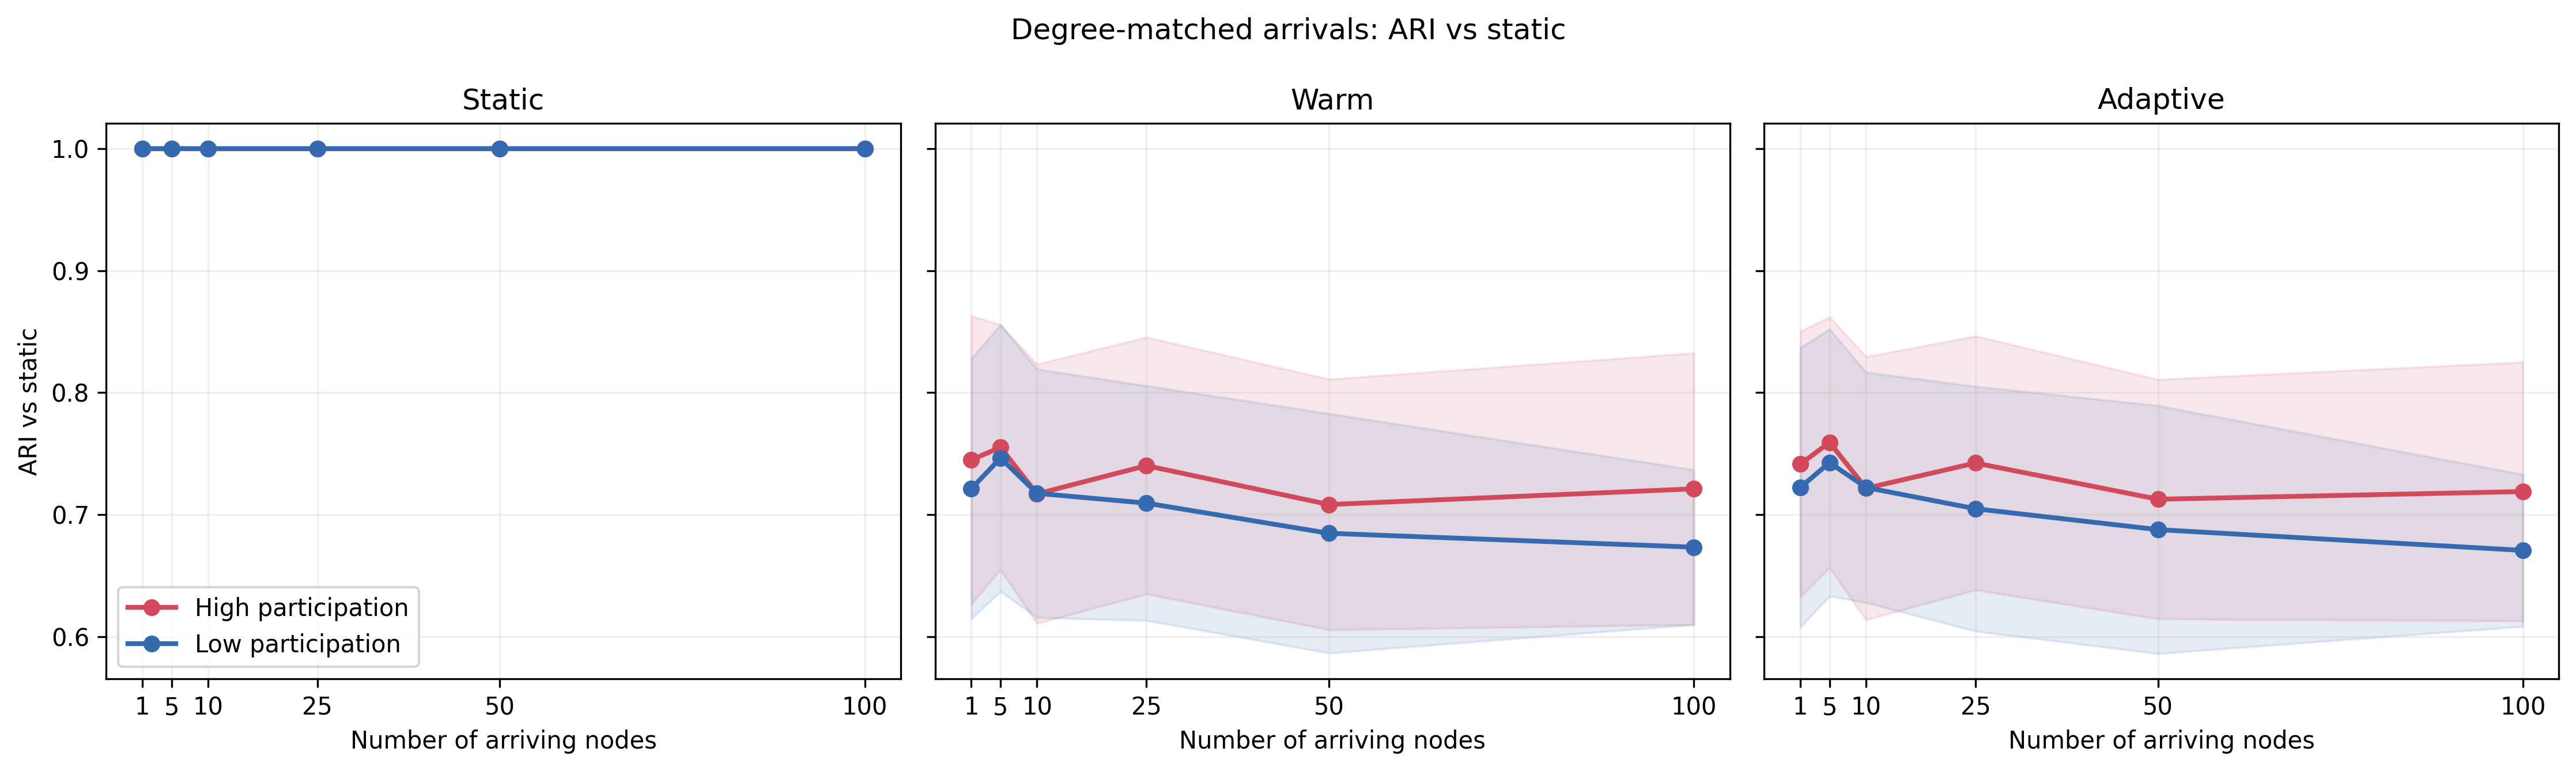 Degree-matched arrivals: ARI vs static
Static
Warm
Adaptive
ARI vs static
1.0
0.9
0.8
0.7
0.6
High participation
Low participation
1 5 10 25 50 100
1 5 10 25 50 100
1 5 10 25 50 100
Number of arriving nodes
Number of arriving nodes
Number of arriving nodes